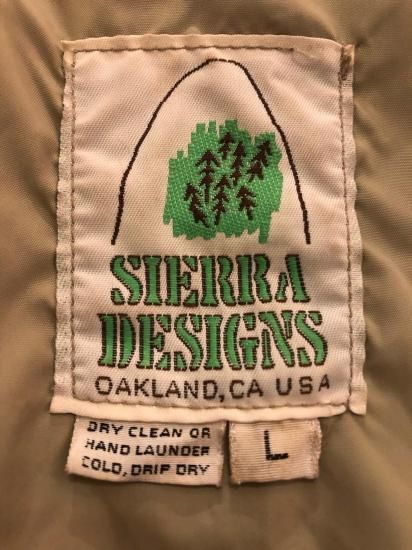 SIERRA
DESIGNS
OAKLAND, CA USA
DRY CLEAN OR
HAND LAUNDER
COLD, DRIP DRY
L